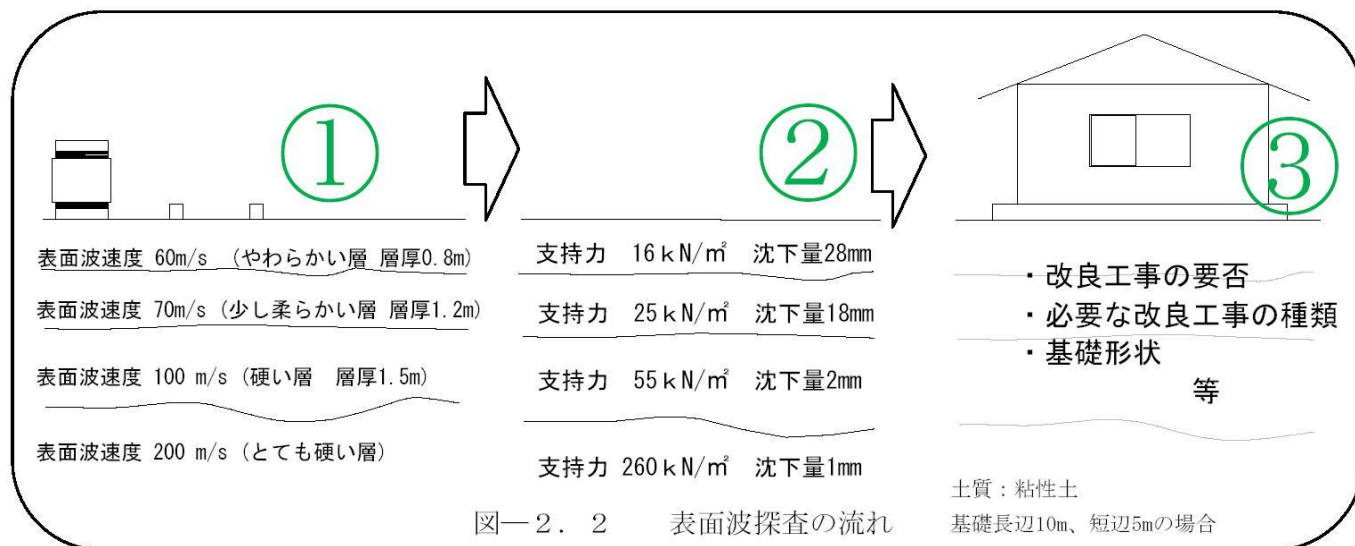 ①
表面波速度 60m/s （やわらかい層 層厚0.8m）
表面波速度 70m/s （少し柔らかい層 層厚1.2m）
表面波速度 100 m/s （硬い層　層厚1.5m）
表面波速度 200 m/s （とても硬い層）
②
支持力　16ｋN/㎡　沈下量28mm
支持力　25ｋN/㎡　沈下量18mm
支持力　55ｋN/㎡　沈下量2mm
支持力 260ｋN/㎡　沈下量1mm
③
・改良工事の要否
・必要な改良工事の種類
・基礎形状
等
土質：粘性土
基礎長辺10m、短辺5mの場合
図―２．２　　表面波探査の流れ